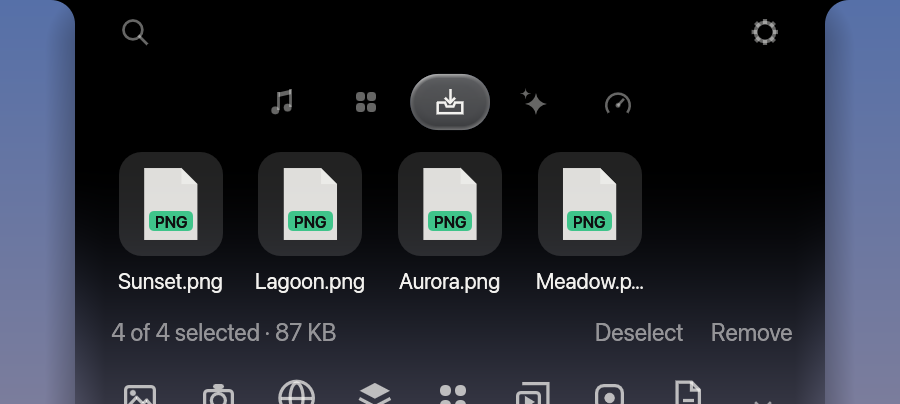 PNG PNG PNG PNG
Sunset.png Lagoon.png Aurora.png Meadow.p...
4 of 4 selected · 87 KB Deselect Remove